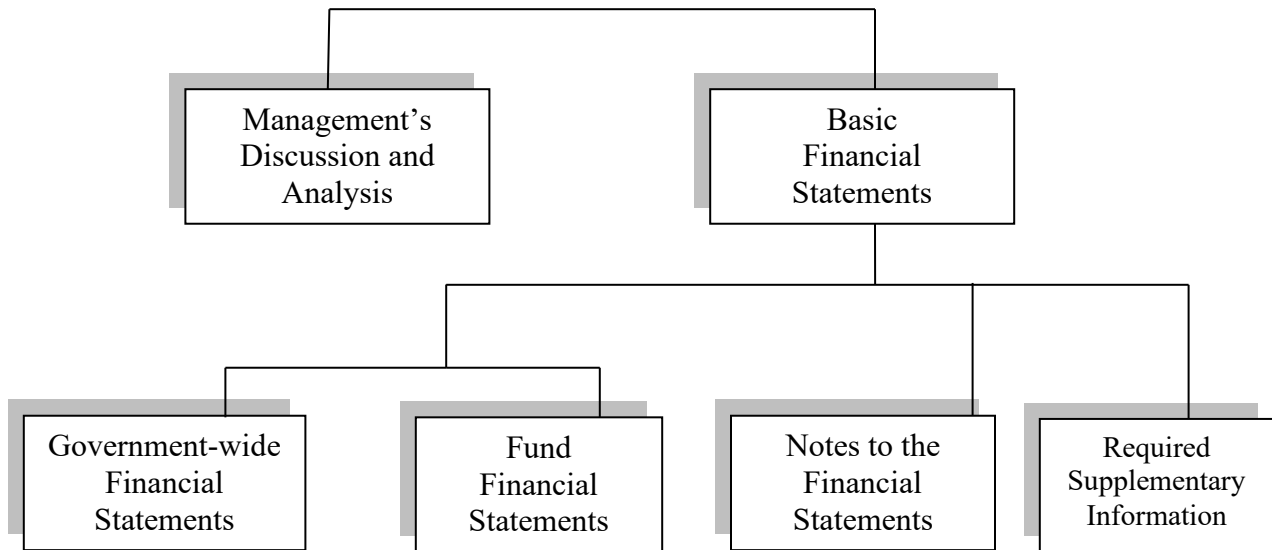 Management’s
Discussion and
Analysis
Basic
Financial
Statements
Government-wide
Financial
Statements
Fund
Financial
Statements
Notes to the
Financial
Statements
Required
Supplementary
Information